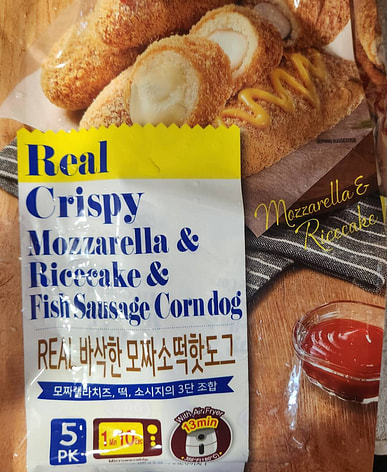 Real
Crispy
Mozzarella &
Ricecake &
Fish Sausage Corndog
Mozzarella &
Ricecake
REAL 바삭한 모짜소떡핫도그
모짜렐라치즈, 떡, 소시지의 3단 조합
5
PK
With Air Fryer
13min